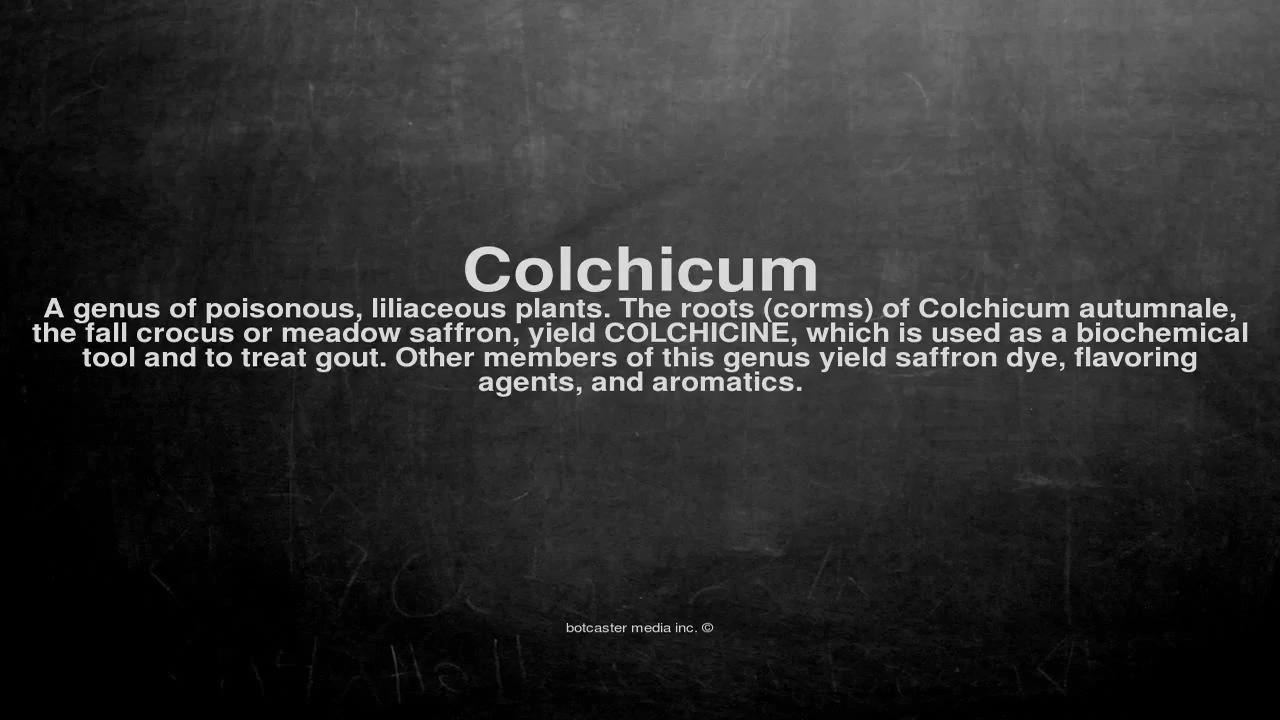 Colchicum
A genus of poisonous, liliaceous plants. The roots (corms) of Colchicum autumnale,
the fall crocus or meadow saffron, yield COLCHICINE, which is used as a biochemical
tool and to treat gout. Other members of this genus yield saffron dye, flavoring
agents, and aromatics.
botcaster media inc. ©